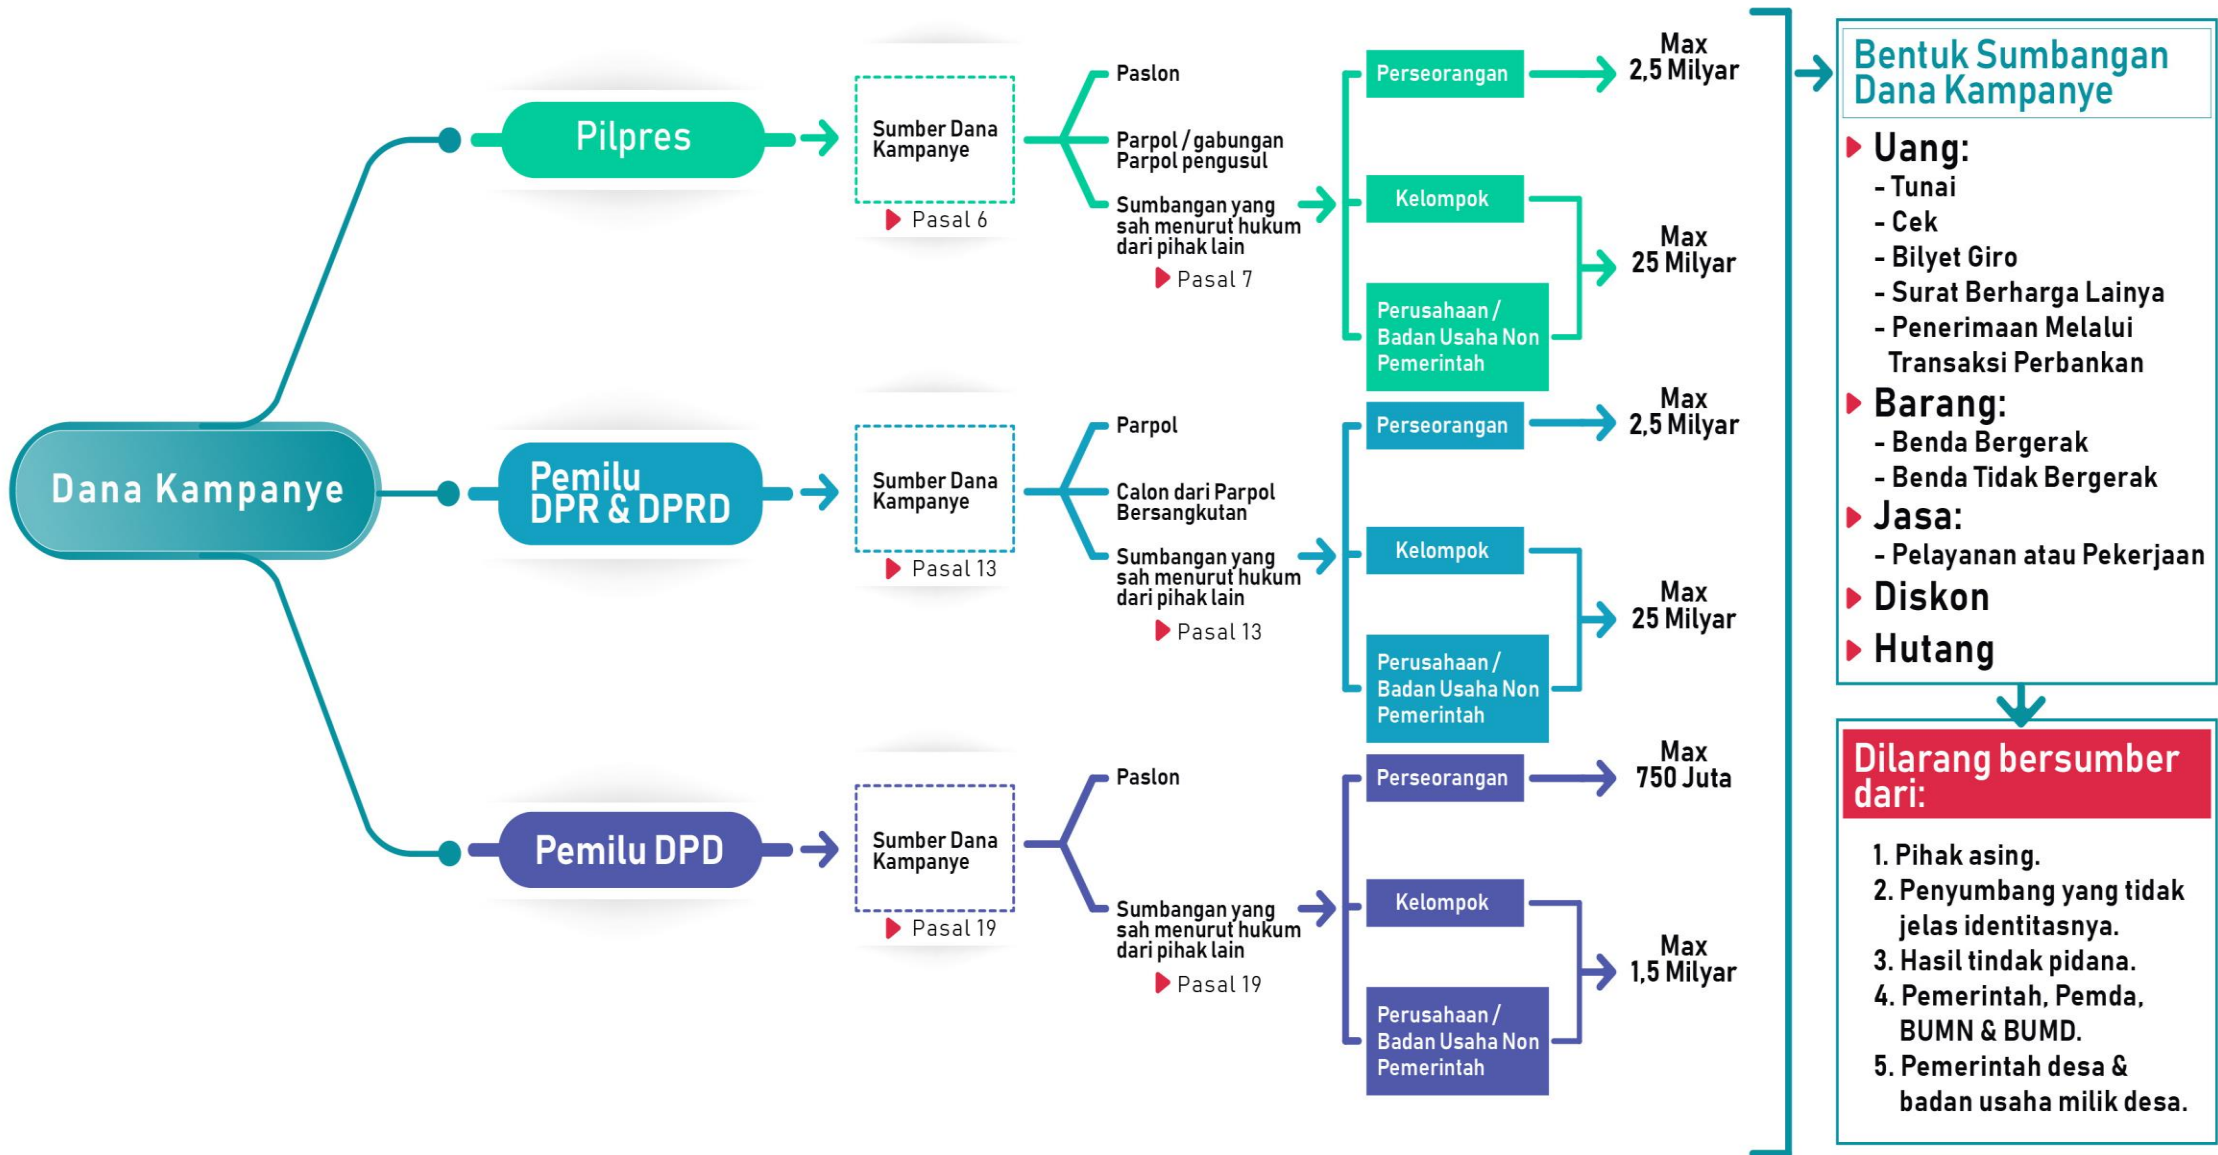 Dana Kampanye
Pilpres
Sumber Dana
Kampanye
Pasal 6
Paslon
Parpol / gabungan
Parpol pengusul
Sumbangan yang
sah menurut hukum
dari pihak lain
Pasal 7
Perseorangan
Max
2,5 Milyar
Kelompok
Perusahaan /
Badan Usaha Non
Pemerintah
Max
25 Milyar
Pemilu
DPR & DPRD
Sumber Dana
Kampanye
Pasal 13
Parpol
Calon dari Parpol
Bersangkutan
Sumbangan yang
sah menurut hukum
dari pihak lain
Pasal 13
Perseorangan
Max
2,5 Milyar
Kelompok
Perusahaan /
Badan Usaha Non
Pemerintah
Max
25 Milyar
Pemilu DPD
Sumber Dana
Kampanye
Pasal 19
Paslon
Sumbangan yang
sah menurut hukum
dari pihak lain
Pasal 19
Perseorangan
Max
750 Juta
Kelompok
Perusahaan /
Badan Usaha Non
Pemerintah
Max
1,5 Milyar
Bentuk Sumbangan
Dana Kampanye
Uang:
- Tunai
- Cek
- Bilyet Giro
- Surat Berharga Lainya
- Penerimaan Melalui
Transaksi Perbankan
Barang:
- Benda Bergerak
- Benda Tidak Bergerak
Jasa:
- Pelayanan atau Pekerjaan
Diskon
Hutang
Dilarang bersumber
dari:
1. Pihak asing.
2. Penyumbang yang tidak
jelas identitasnya.
3. Hasil tindak pidana.
4. Pemerintah, Pemda,
BUMN & BUMD.
5. Pemerintah desa &
badan usaha milik desa.